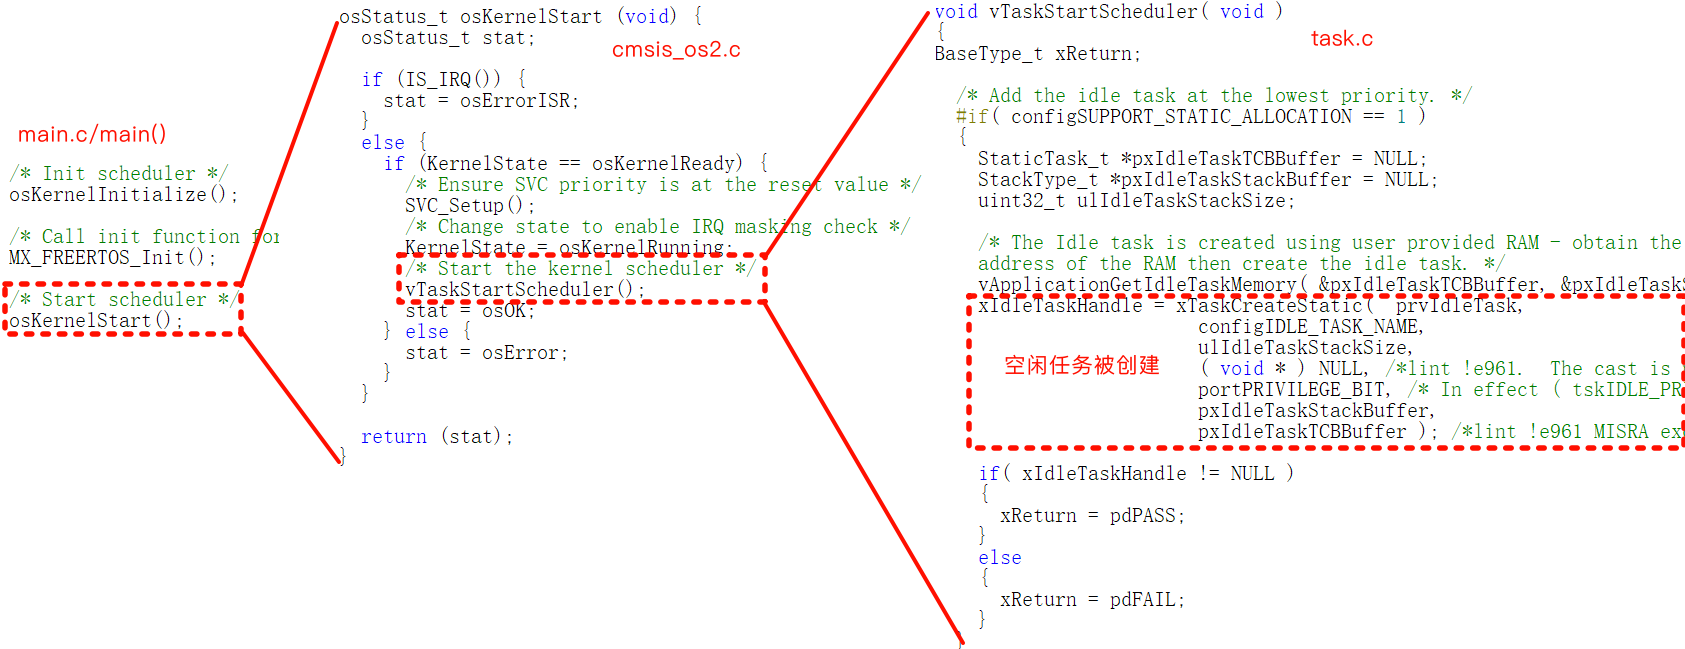 main.c/main()
/* Init scheduler */
osKernelInitialize();
/* Call init function for
MX_FREERTOS_Init();
/* Start scheduler */
osKernelStart();
osStatus_t osKernelStart (void) {
cmsis_os2.c
osStatus_t stat;
if (IS_IRQ()) {
stat = osErrorISR;
}
else {
if (KernelState == osKernelReady) {
/* Ensure SVC priority is at the reset value */
SVC_Setup();
/* Change state to enable IRQ masking check */
KernelState = osKernelRunning;
/* Start the kernel scheduler */
vTaskStartScheduler();
stat = osOK;
} else {
stat = osError;
}
}
return (stat);
}
void vTaskStartScheduler( void )
task.c
{
BaseType_t xReturn;
/* Add the idle task at the lowest priority. */
#if( configSUPPORT_STATIC_ALLOCATION == 1 )
{
StaticTask_t *pxIdleTaskTCBBuffer = NULL;
StackType_t *pxIdleTaskStackBuffer = NULL;
uint32_t ulIdleTaskStackSize;
/* The Idle task is created using user provided RAM - obtain the
address of the RAM then create the idle task. */
vApplicationGetIdleTaskMemory( &pxIdleTaskTCBBuffer, &pxIdleTaskS
xIdleTaskHandle = xTaskCreateStatic( prvIdleTask,
configIDLE_TASK_NAME,
ulIdleTaskStackSize,
空闲任务被创建
( void * ) NULL, /*lint !e961. The cast is
portPRIVILEGE_BIT, /* In effect ( tskIDLE_PR
pxIdleTaskStackBuffer,
pxIdleTaskTCBBuffer ); /*lint !e961 MISRA ex
if( xIdleTaskHandle != NULL )
{
xReturn = pdPASS;
}
else
{
xReturn = pdFAIL;
}
}